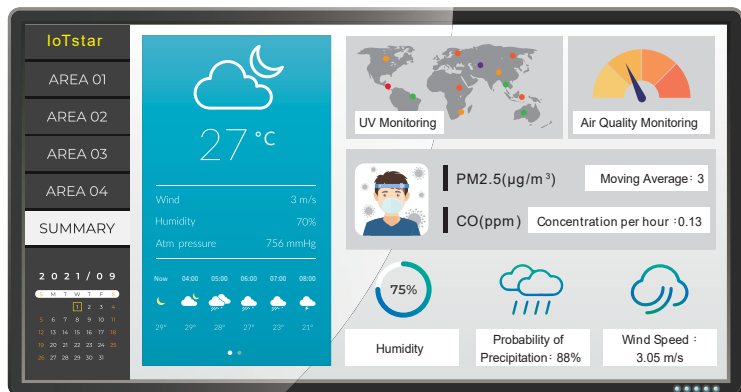 IoTstar
AREA 01
AREA 02
AREA 03
AREA 04
SUMMARY
2021/09
S M T W T F S
1 2 3 4
5 6 7 8 9 10 11
12 13 14 15 16 17 18
19 20 21 22 23 24 25
26 27 28 29 30 31
27 °C
Wind 3 m/s
Humidity 70%
Atm pressure 756 mmHg
Now 04:00 05:00 06:00 07:00 08:00
29° 29° 28° 27° 23° 21°
UV Monitoring
Air Quality Monitoring
PM2.5(μg/m³)
Moving Average: 3
CO(ppm)
Concentration per hour :0.13
75%
Humidity
Probability of
Precipitation: 88%
Wind Speed :
3.05 m/s